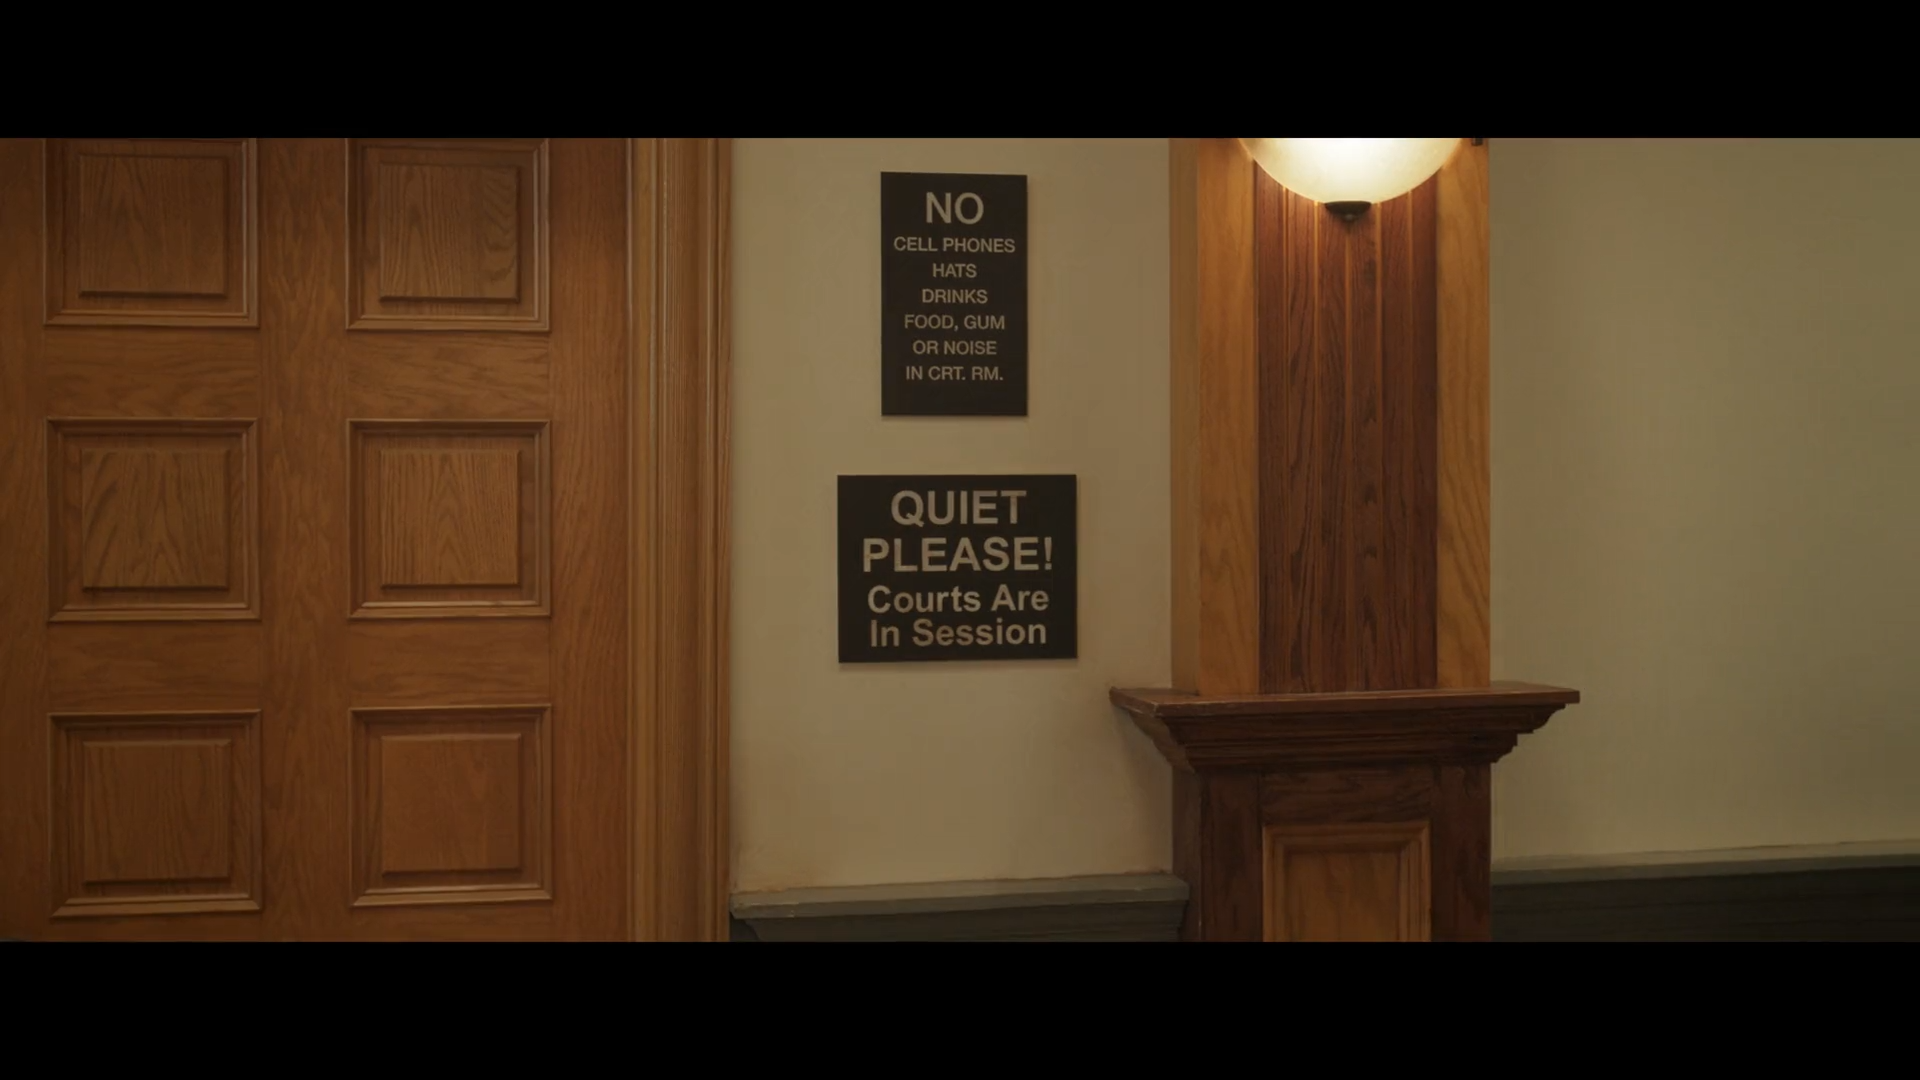 NO
CELL PHONES
HATS
DRINKS
FOOD, GUM
OR NOISE
IN CRT. RM.
QUIET
PLEASE!
Courts Are
In Session